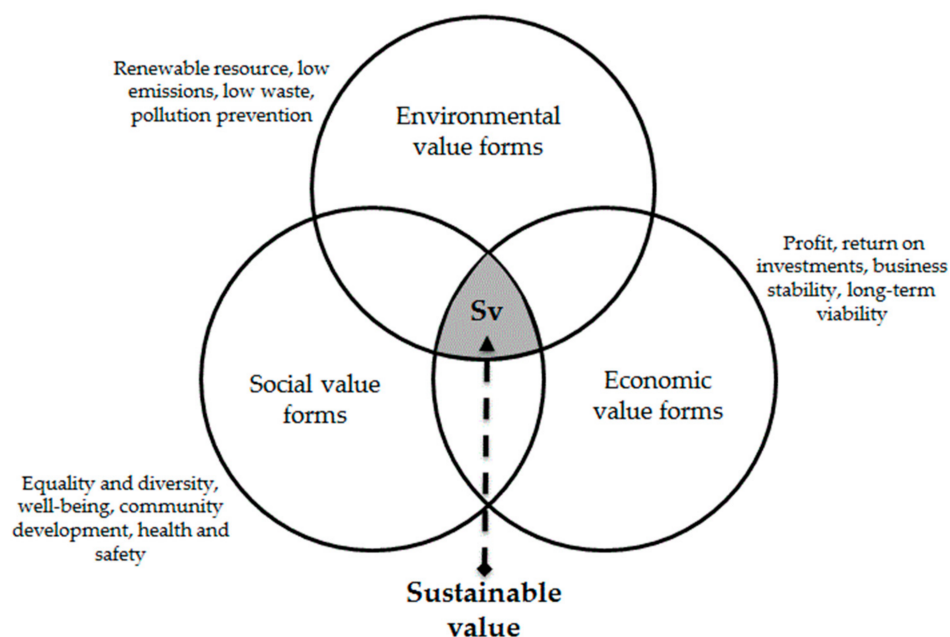 Renewable resource, low
emissions, low waste,
pollution prevention
Environmental
value forms
Profit, return on
investments, business
stability, long-term
viability
Sv
Social value
forms
Economic
value forms
Equality and diversity,
well-being, community
development, health and
safety
Sustainable
value